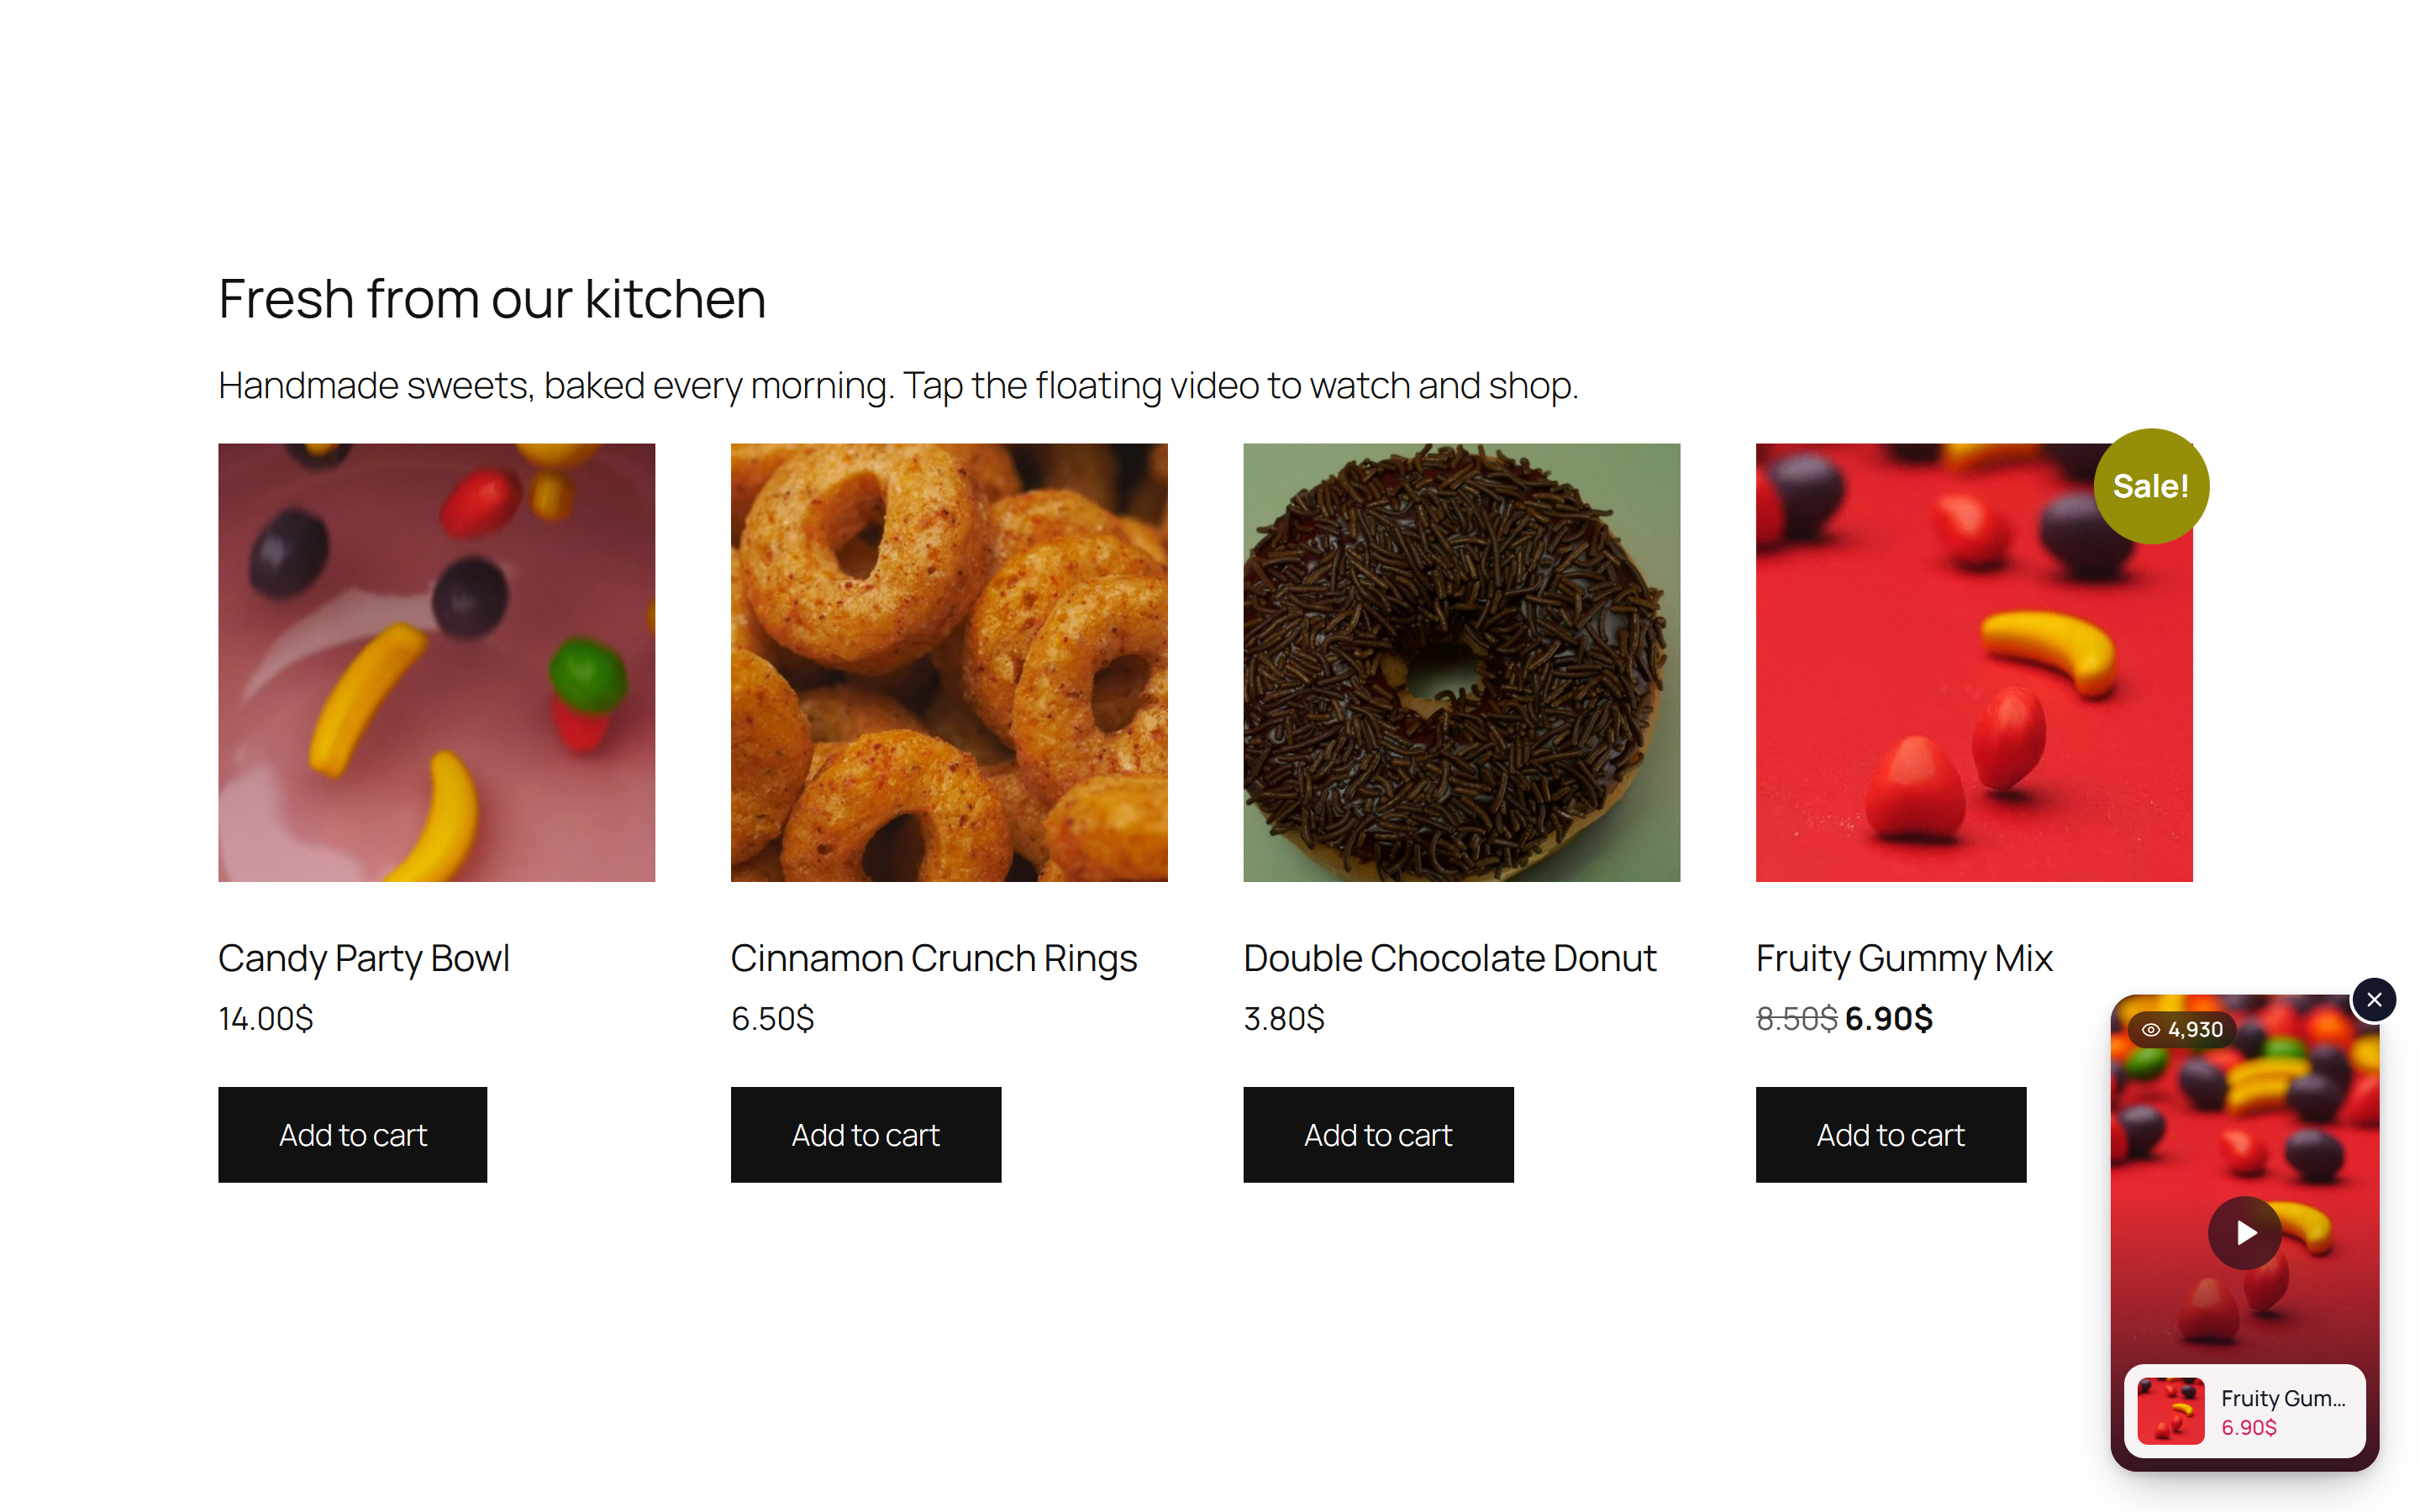 Fresh from our kitchen
Handmade sweets, baked every morning. Tap the floating video to watch and shop.
Sale!
Candy Party Bowl
14.00$
Add to cart
Cinnamon Crunch Rings
6.50$
Add to cart
Double Chocolate Donut
3.80$
Add to cart
Fruity Gummy Mix
8.50$ 6.90$
Add to cart
4,930
Fruity Gum...
6.90$